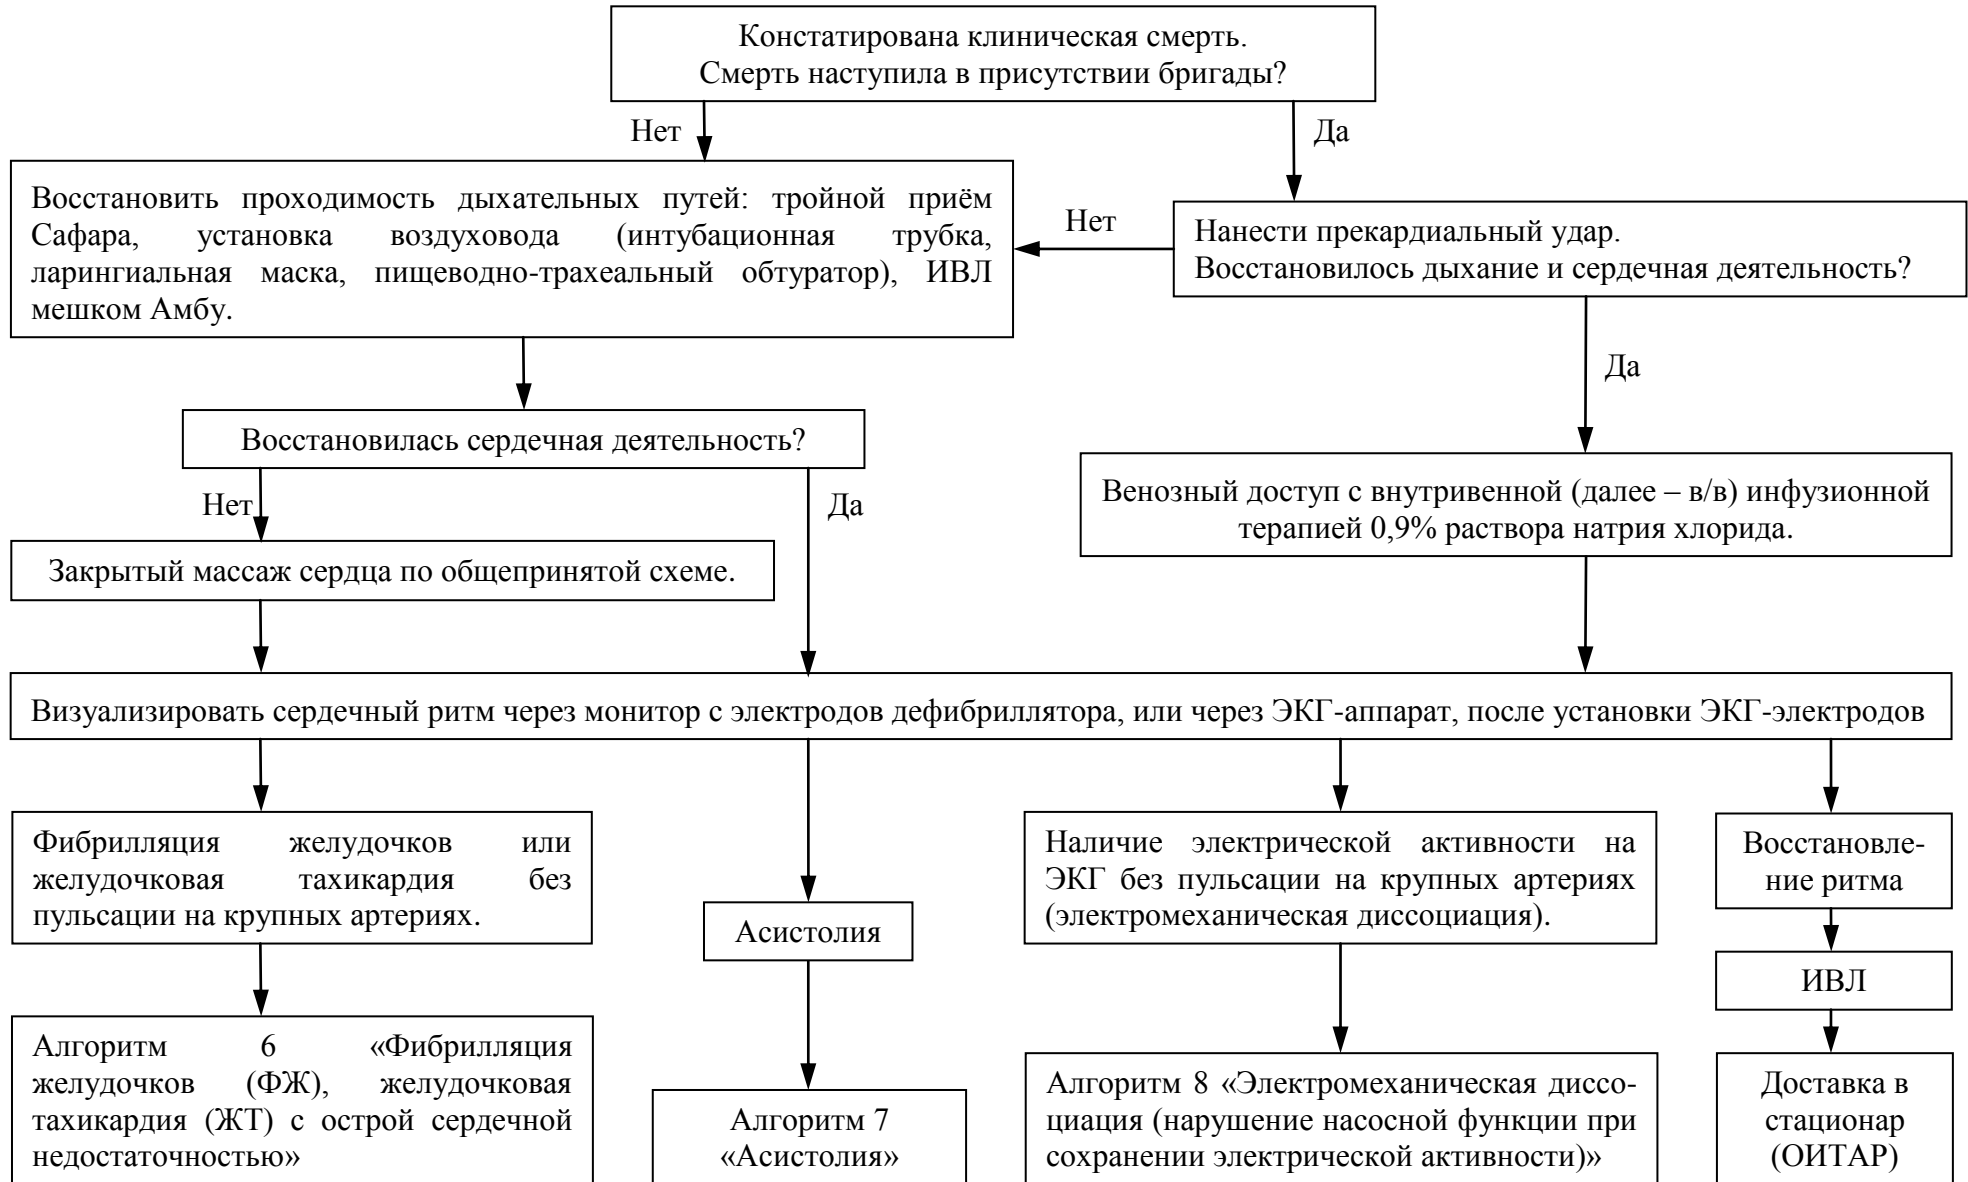 Констатирована клиническая смерть.
Смерть наступила в присутствии бригады?
Нет
Да
Восстановить проходимость дыхательных путей: тройной приём
Сафара, установка воздуховода (интубационная трубка,
ларингиальная маска, пищеводно-трахеальный обтуратор), ИВЛ
мешком Амбу.
Нет
Нанести прекардиальный удар.
Восстановилось дыхание и сердечная деятельность?
Да
Восстановилась сердечная деятельность?
Нет
Да
Венозный доступ с внутривенной (далее – в/в) инфузионной
терапией 0,9% раствора натрия хлорида.
Закрытый массаж сердца по общепринятой схеме.
Визуализировать сердечный ритм через монитор с электродов дефибриллятора, или через ЭКГ-аппарат, после установки ЭКГ-электродов
Фибрилляция желудочков или
желудочковая тахикардия без
пульсации на крупных артериях.
Асистолия
Наличие электрической активности на
ЭКГ без пульсации на крупных артериях
(электромеханическая диссоциация).
Восстановле-
ние ритма
ИВЛ
Алгоритм 6 «Фибрилляция
желудочков (ФЖ), желудочковая
тахикардия (ЖТ) с острой сердечной
недостаточностью»
Алгоритм 7
«Асистолия»
Алгоритм 8 «Электромеханическая диссо-
циация (нарушение насосной функции при
сохранении электрической активности)»
Доставка в
стационар
(ОИТАР)